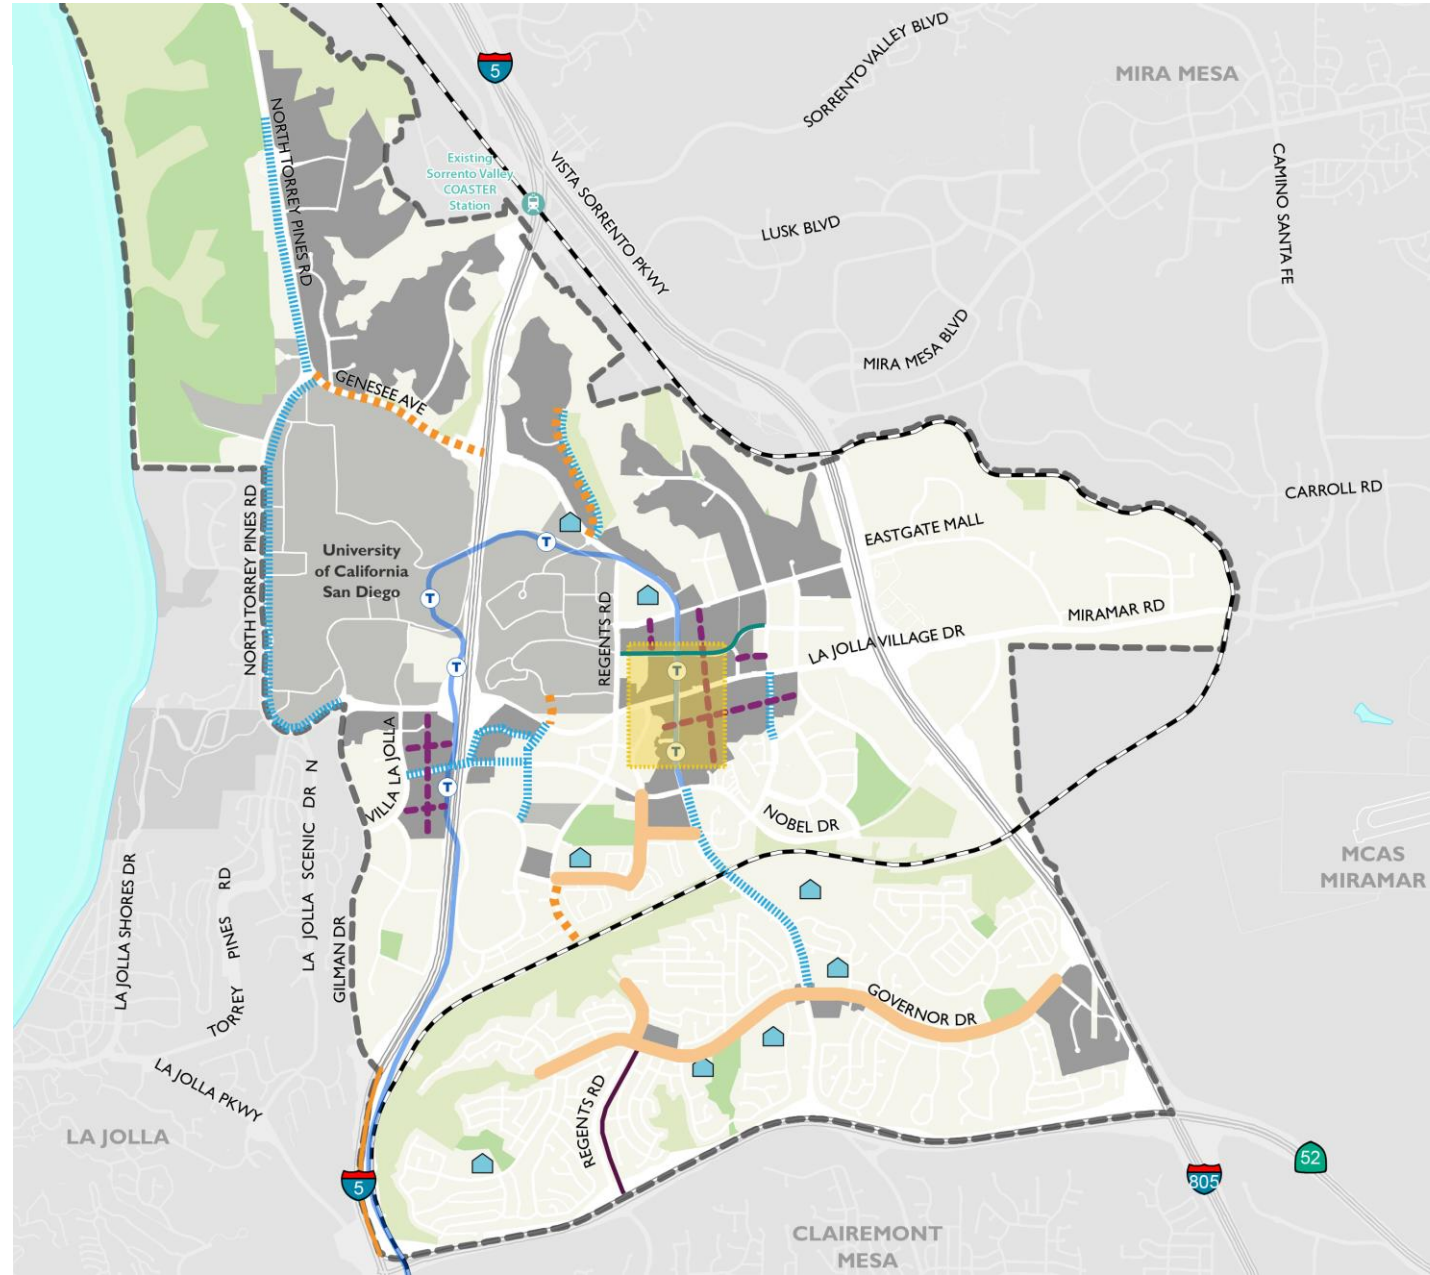 5
SORRENTO VALLEY BLVD
MIRA MESA
NORTH TORREY PINES RD
Existing
Sorrento Valley
COASTER
Station
VISTA SORRENTO PKWY
CAMINO SANTA FE
LUSK BLVD
MIRA MESA BLVD
GENESEE AVE
CARROLL RD
NORTH TORREY PINES RD
EASTGATE MALL
University
of California
San Diego
T
T
T
REGENTS RD
MIRAMAR RD
LA JOLLA VILLAGE DR
T
T
T
VILLA LA JOLLA
NOBEL DR
LA JOLLA SCENIC DR N
MCAS
MIRAMAR
LA JOLLA SHORES DR
TORREY PINES RD
GILMAN DR
GOVERNOR DR
LA JOLLA PKWY
REGENTS RD
LA JOLLA
5
52
805
CLAIREMONT
MESA